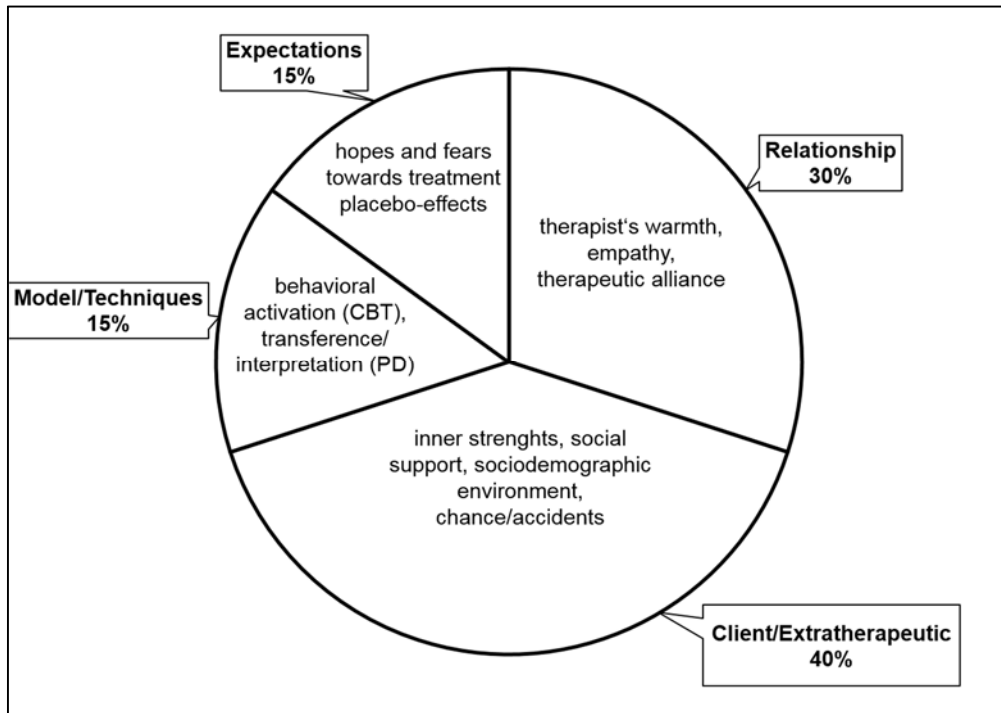 Expectations
15%
hopes and fears
towards treatment
placebo-effects
Relationship
30%
therapist‘s warmth,
empathy,
therapeutic alliance
Model/Techniques
15%
behavioral
activation (CBT),
transference/
interpretation (PD)
inner strenghts, social
support, sociodemographic
environment,
chance/accidents
Client/Extratherapeutic
40%